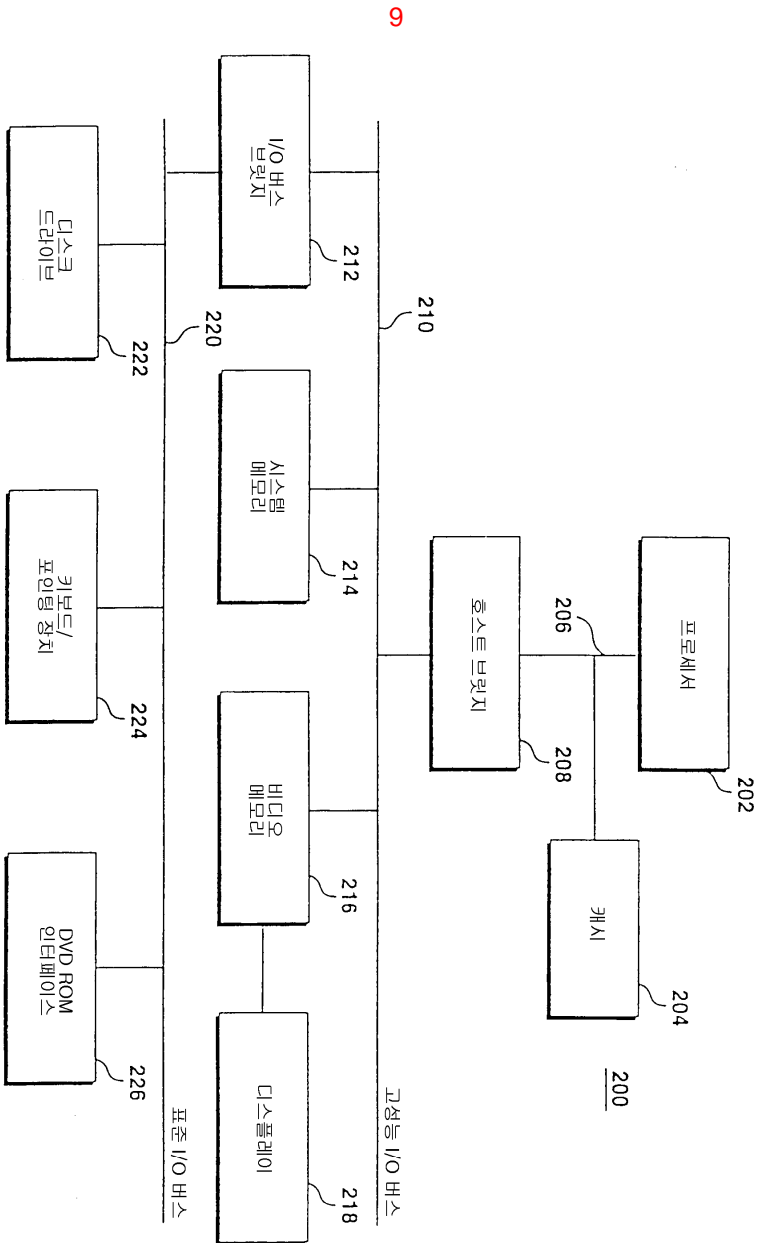 9
프로세서
202
캐시
204
206
200
호스트 브릿지
208
210
고성능 I/O 버스
I/O 버스
브릿지
212
시스템
메모리
214
비디오
메모리
216
디스플레이
218
220
표준 I/O 버스
디스크
드라이브
222
키보드/
포인팅 장치
224
DVD ROM
인터페이스
226